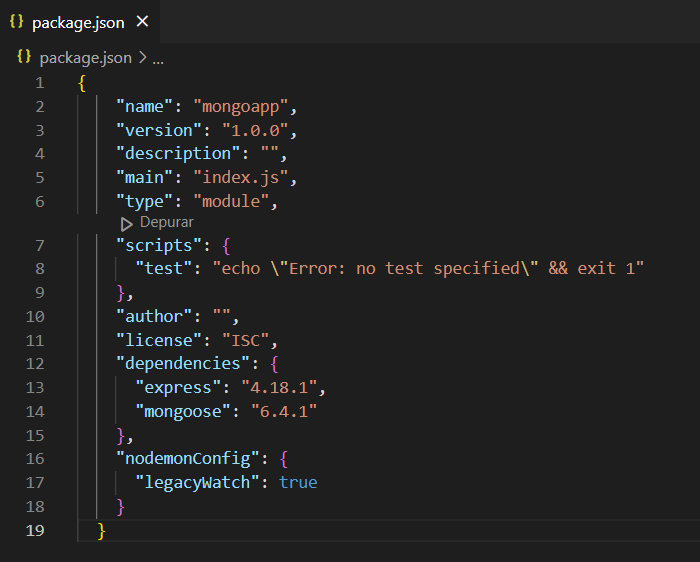 {} package.json ×
{} package.json > ...
1 {
2 "name": "mongoapp",
3 "version": "1.0.0",
4 "description": "",
5 "main": "index.js",
6 "type": "module",
Depurar
7 "scripts": {
8 "test": "echo \"Error: no test specified\" && exit 1"
9 },
10 "author": "",
11 "license": "ISC",
12 "dependencies": {
13 "express": "4.18.1",
14 "mongoose": "6.4.1"
15 },
16 "nodemonConfig": {
17 "legacyWatch": true
18 }
19 }